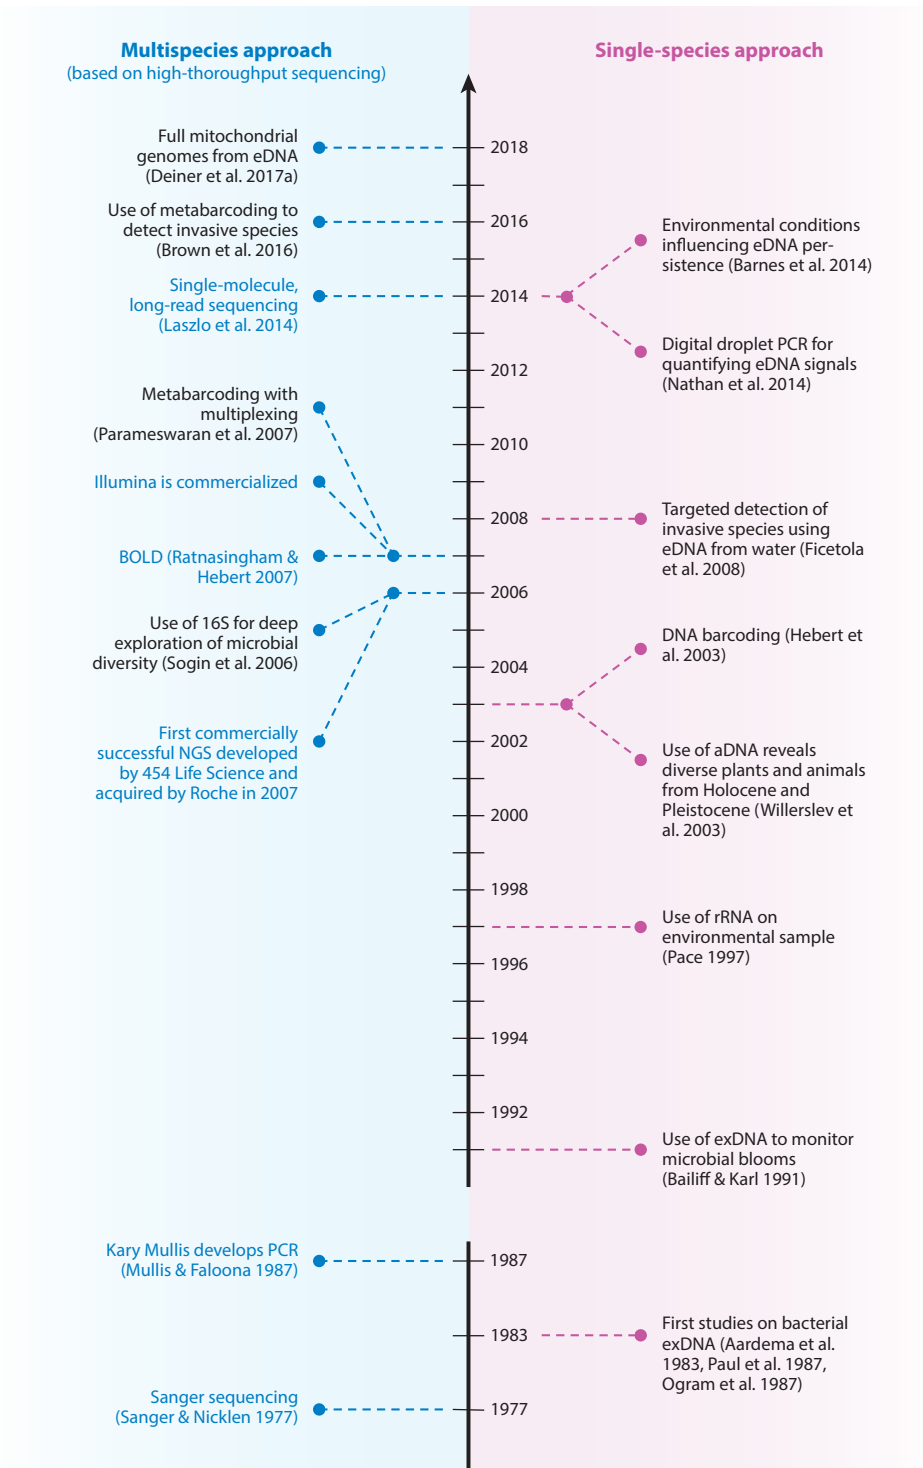 Multispecies approach
(based on high-thoroughput sequencing)
Single-species approach
Full mitochondrial
genomes from eDNA
(Deiner et al. 2017a)
2018
Use of metabarcoding to
detect invasive species
(Brown et al. 2016)
2016
Environmental conditions
influencing eDNA per-
sistence (Barnes et al. 2014)
Single-molecule,
long-read sequencing
(Laszlo et al. 2014)
2014
Digital droplet PCR for
quantifying eDNA signals
(Nathan et al. 2014)
2012
Metabarcoding with
multiplexing
(Parameswaran et al. 2007)
2010
Illumina is commercialized
2008
Targeted detection of
invasive species using
eDNA from water (Ficetola
et al. 2008)
BOLD (Ratnasingham &
Hebert 2007)
2006
Use of 16S for deep
exploration of microbial
diversity (Sogin et al. 2006)
DNA barcoding (Hebert et
al. 2003)
2004
First commercially
successful NGS developed
by 454 Life Science and
acquired by Roche in 2007
2002
Use of aDNA reveals
diverse plants and animals
from Holocene and
Pleistocene (Willerslev et
al. 2003)
2000
1998
Use of rRNA on
environmental sample
(Pace 1997)
1996
1994
1992
Use of exDNA to monitor
microbial blooms
(Bailiff & Karl 1991)
Kary Mullis develops PCR
(Mullis & Faloona 1987)
1987
1983
First studies on bacterial
exDNA (Aardema et al.
1983, Paul et al. 1987,
Ogram et al. 1987)
Sanger sequencing
(Sanger & Nicklen 1977)
1977